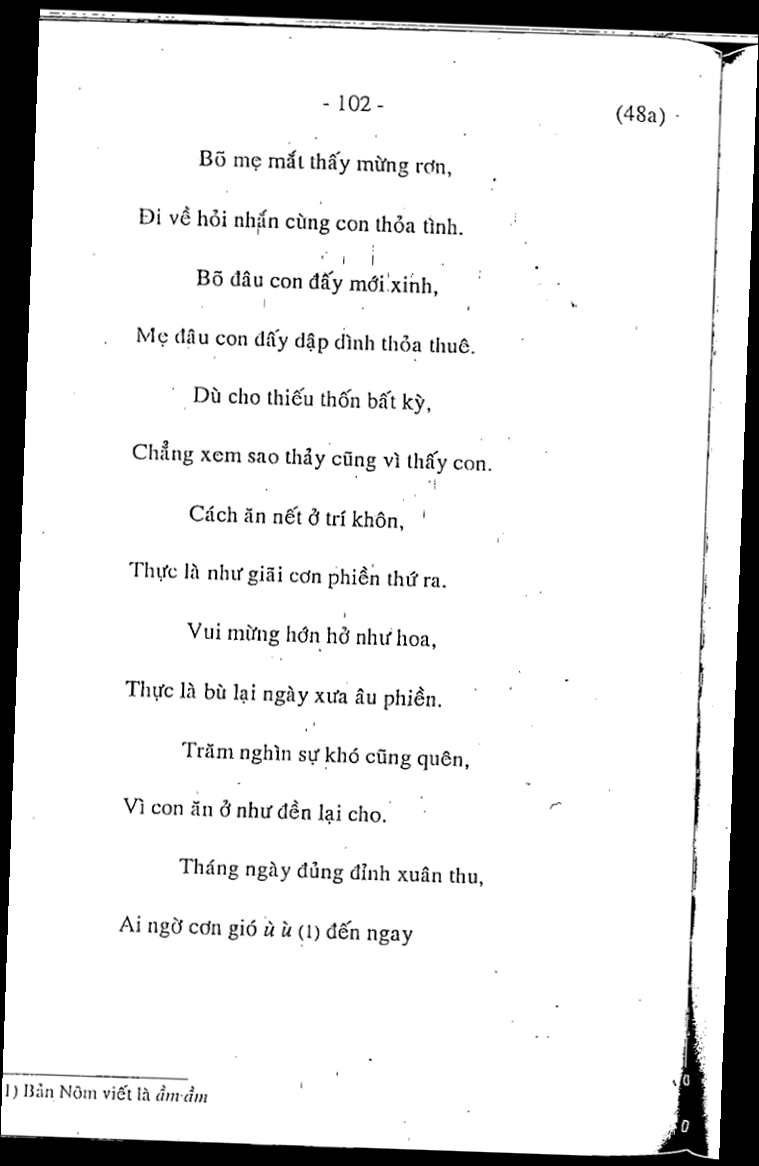 - 102 -
(48a)
Bõ mẹ mắt thấy mừng rơn,
Đi về hỏi nhắn cùng con thỏa tình.
Bõ đâu con đấy mới xinh,
Mẹ đâu con đấy dập dình thỏa thuê.
Dù cho thiếu thốn bất kỳ,
Chẳng xem sao thảy cũng vì thấy con.
Cách ăn nết ở trí khôn,
Thực là như giãi cơn phiền thứ ra.
Vui mừng hớn hở như hoa,
Thực là bù lại ngày xưa âu phiền.
Trăm nghìn sự khó cũng quên,
Vì con ăn ở như đền lại cho.
Tháng ngày đủng đỉnh xuân thu,
Ai ngờ cơn gió ù ù (1) đến ngay
1) Bản Nôm viết là ầm ầm